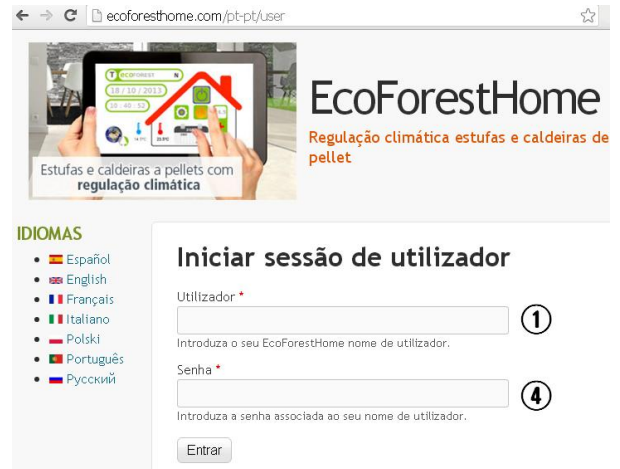 ecoforesthome.com/pt-pt/user
T ecoforest N
18 / 10 / 2013
16 : 40 : 52
Estufas e caldeiras a pellets com
regulação climática
EcoForestHome
Regulação climática estufas e caldeiras de
pellet
IDIOMAS
Español
English
Français
Italiano
Polski
Português
Русский
Iniciar sessão de utilizador
Utilizador *
1
Introduza o seu EcoForestHome nome de utilizador.
Senha *
4
Introduza a senha associada ao seu nome de utilizador.
Entrar